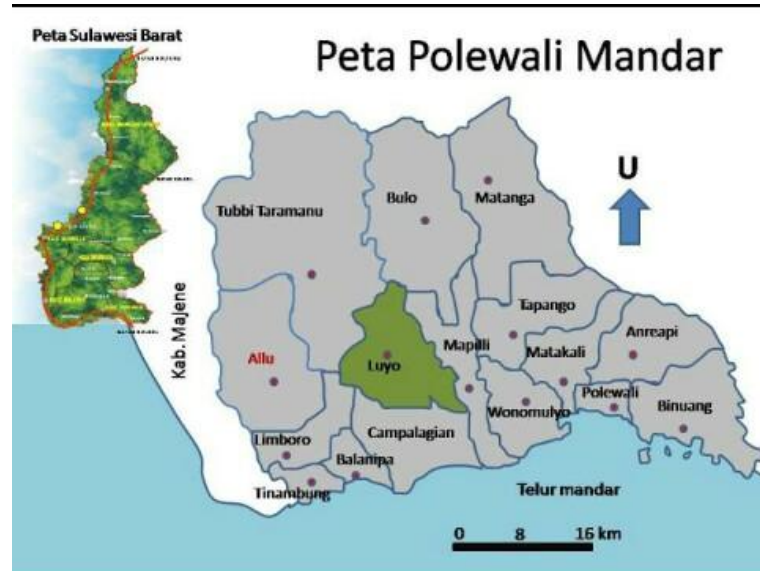 Peta Sulawesi Barat
Peta Polewali Mandar
U
Tubbi Taramanu
Bulo
Matanga
Kab. Majene
Tapango
Anreapi
Allu
Luyo
Mapilli
Matakali
Polewali
Binuang
Wonomulyo
Limboro
Campalagian
Balanipa
Tinambung
Telur mandar
0 8 16 km